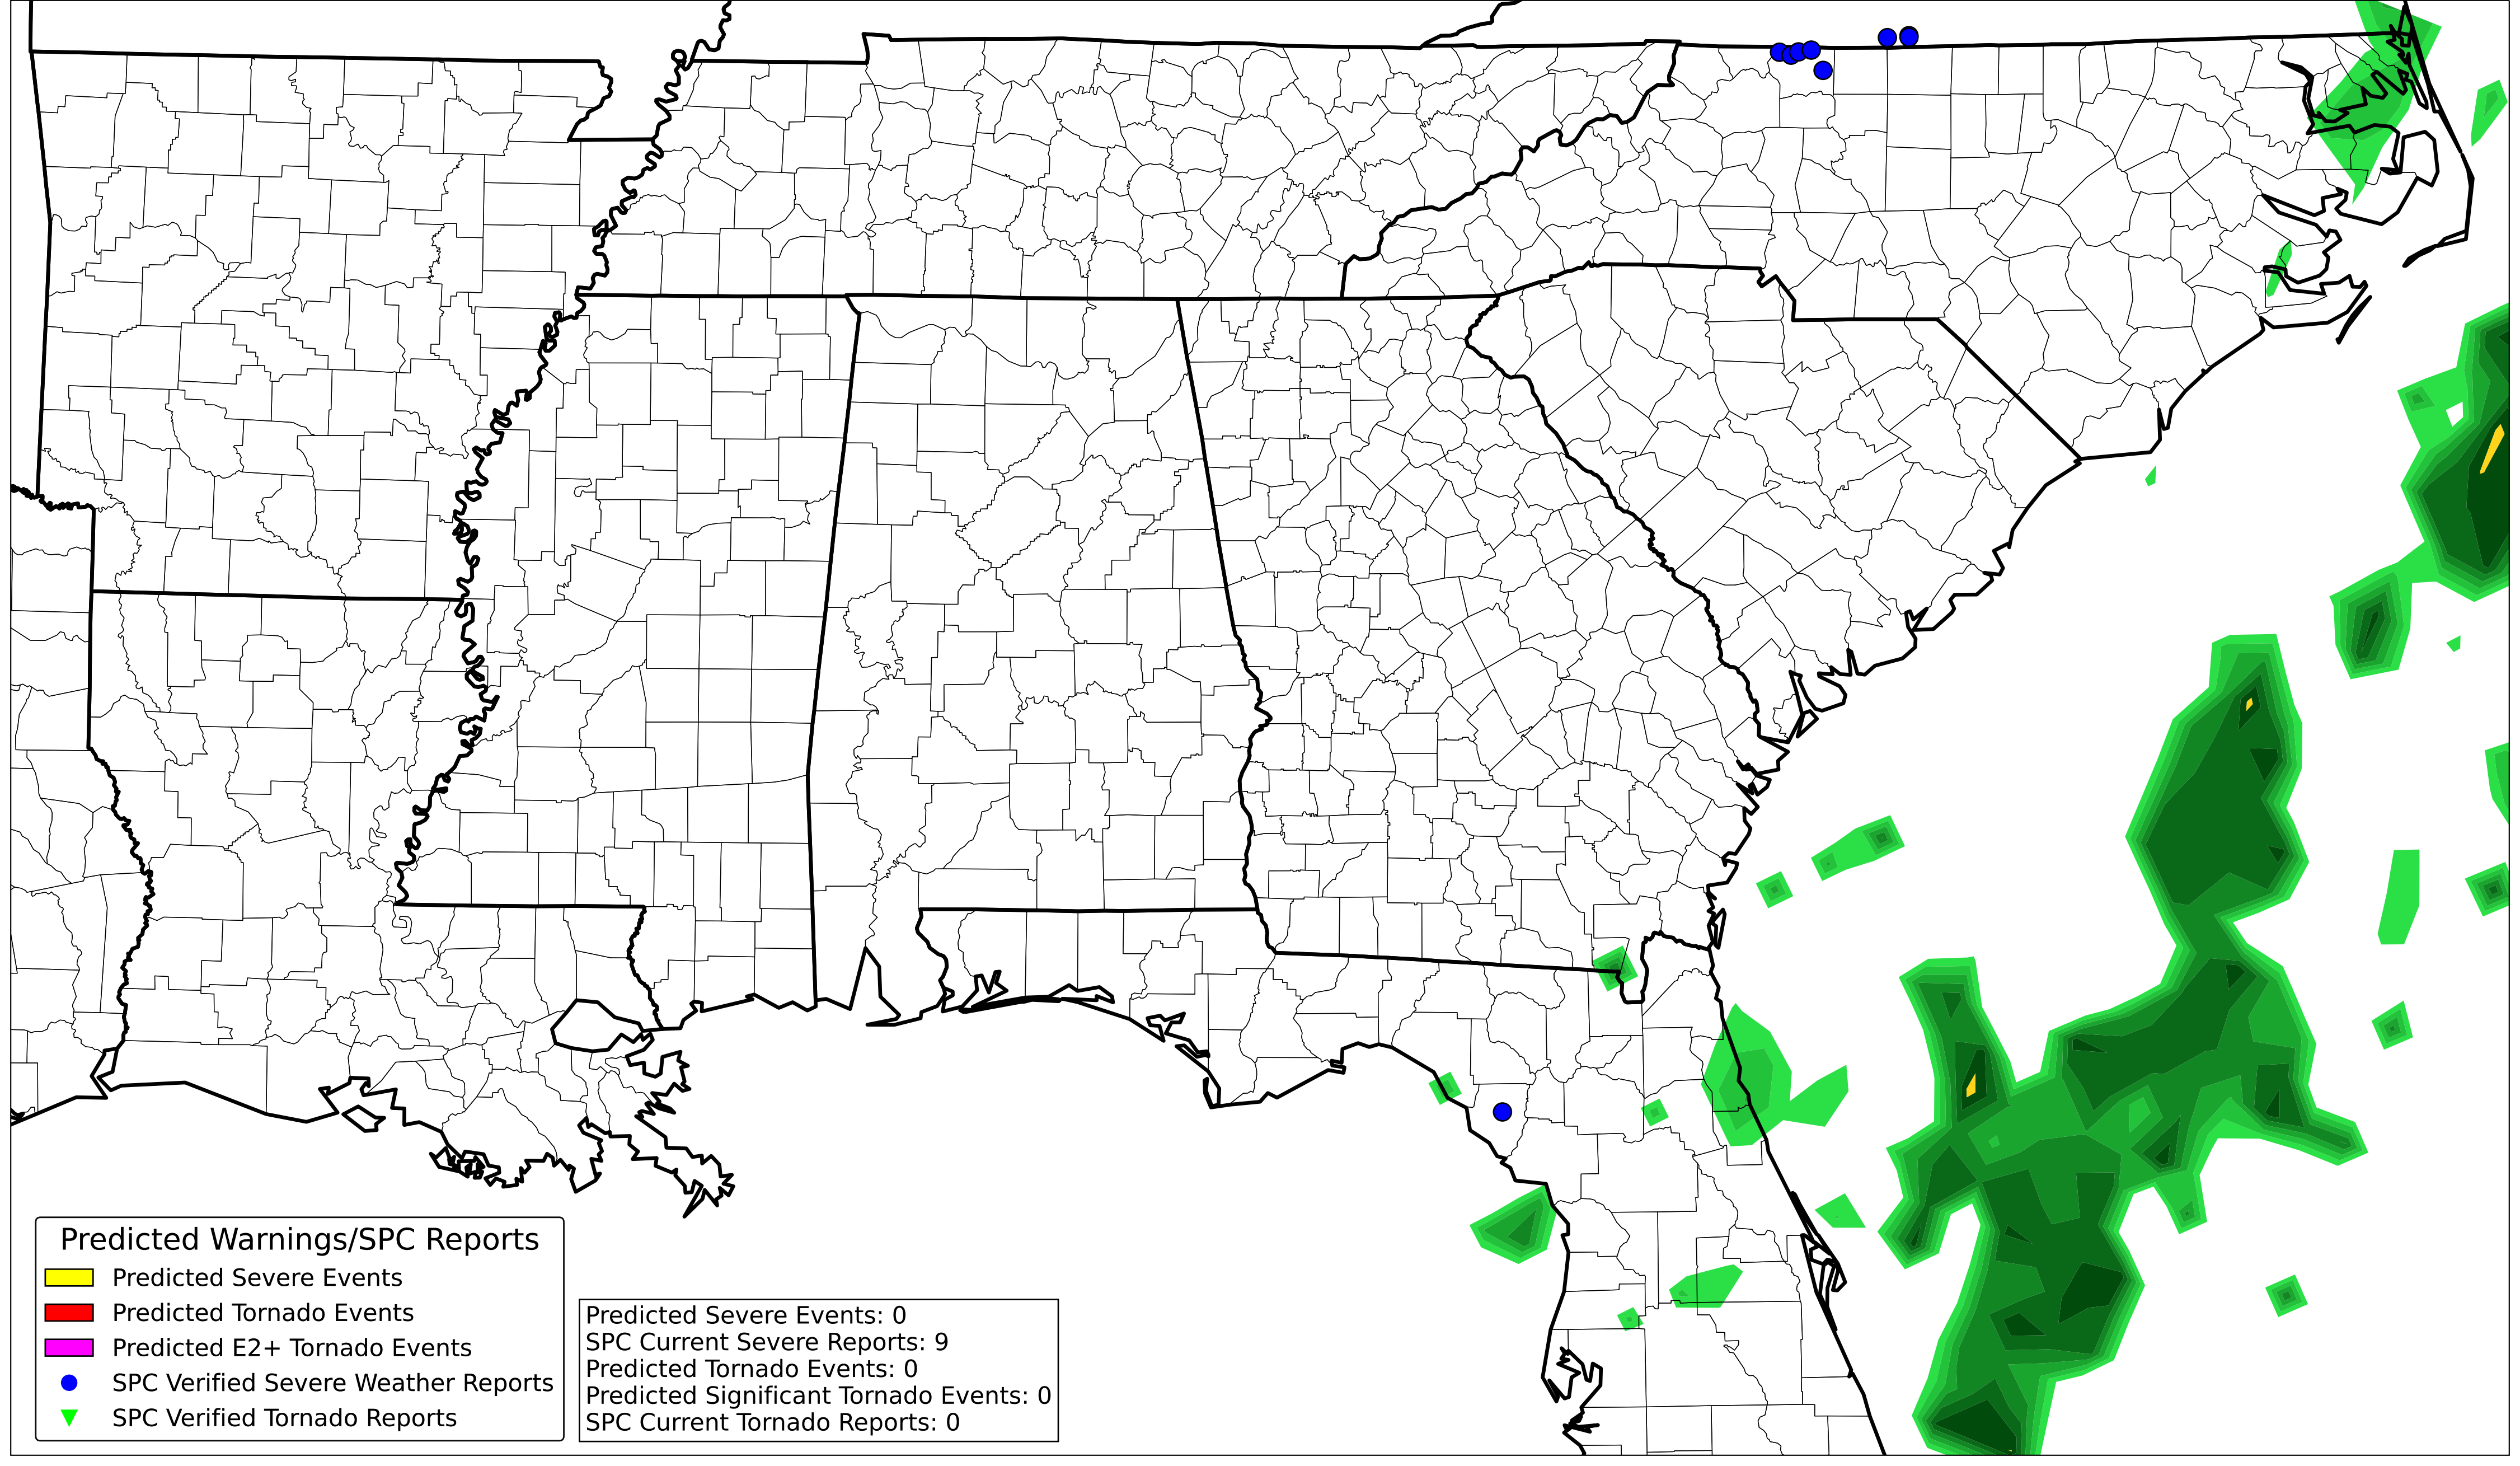 Predicted Warnings/SPC Reports
Predicted Severe Events
Predicted Tornado Events
Predicted E2+ Tornado Events
SPC Verified Severe Weather Reports
SPC Verified Tornado Reports
Predicted Severe Events: 0
SPC Current Severe Reports: 9
Predicted Tornado Events: 0
Predicted Significant Tornado Events: 0
SPC Current Tornado Reports: 0